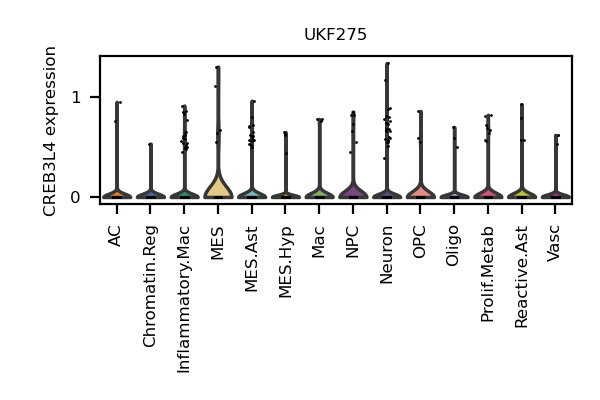 UKF275
CREB3L4 expression
1
0
AC
Chromatin.Reg
Inflammatory.Mac
MES
MES.Ast
MES.Hyp
Mac
NPC
Neuron
OPC
Oligo
Prolif.Metab
Reactive.Ast
Vasc